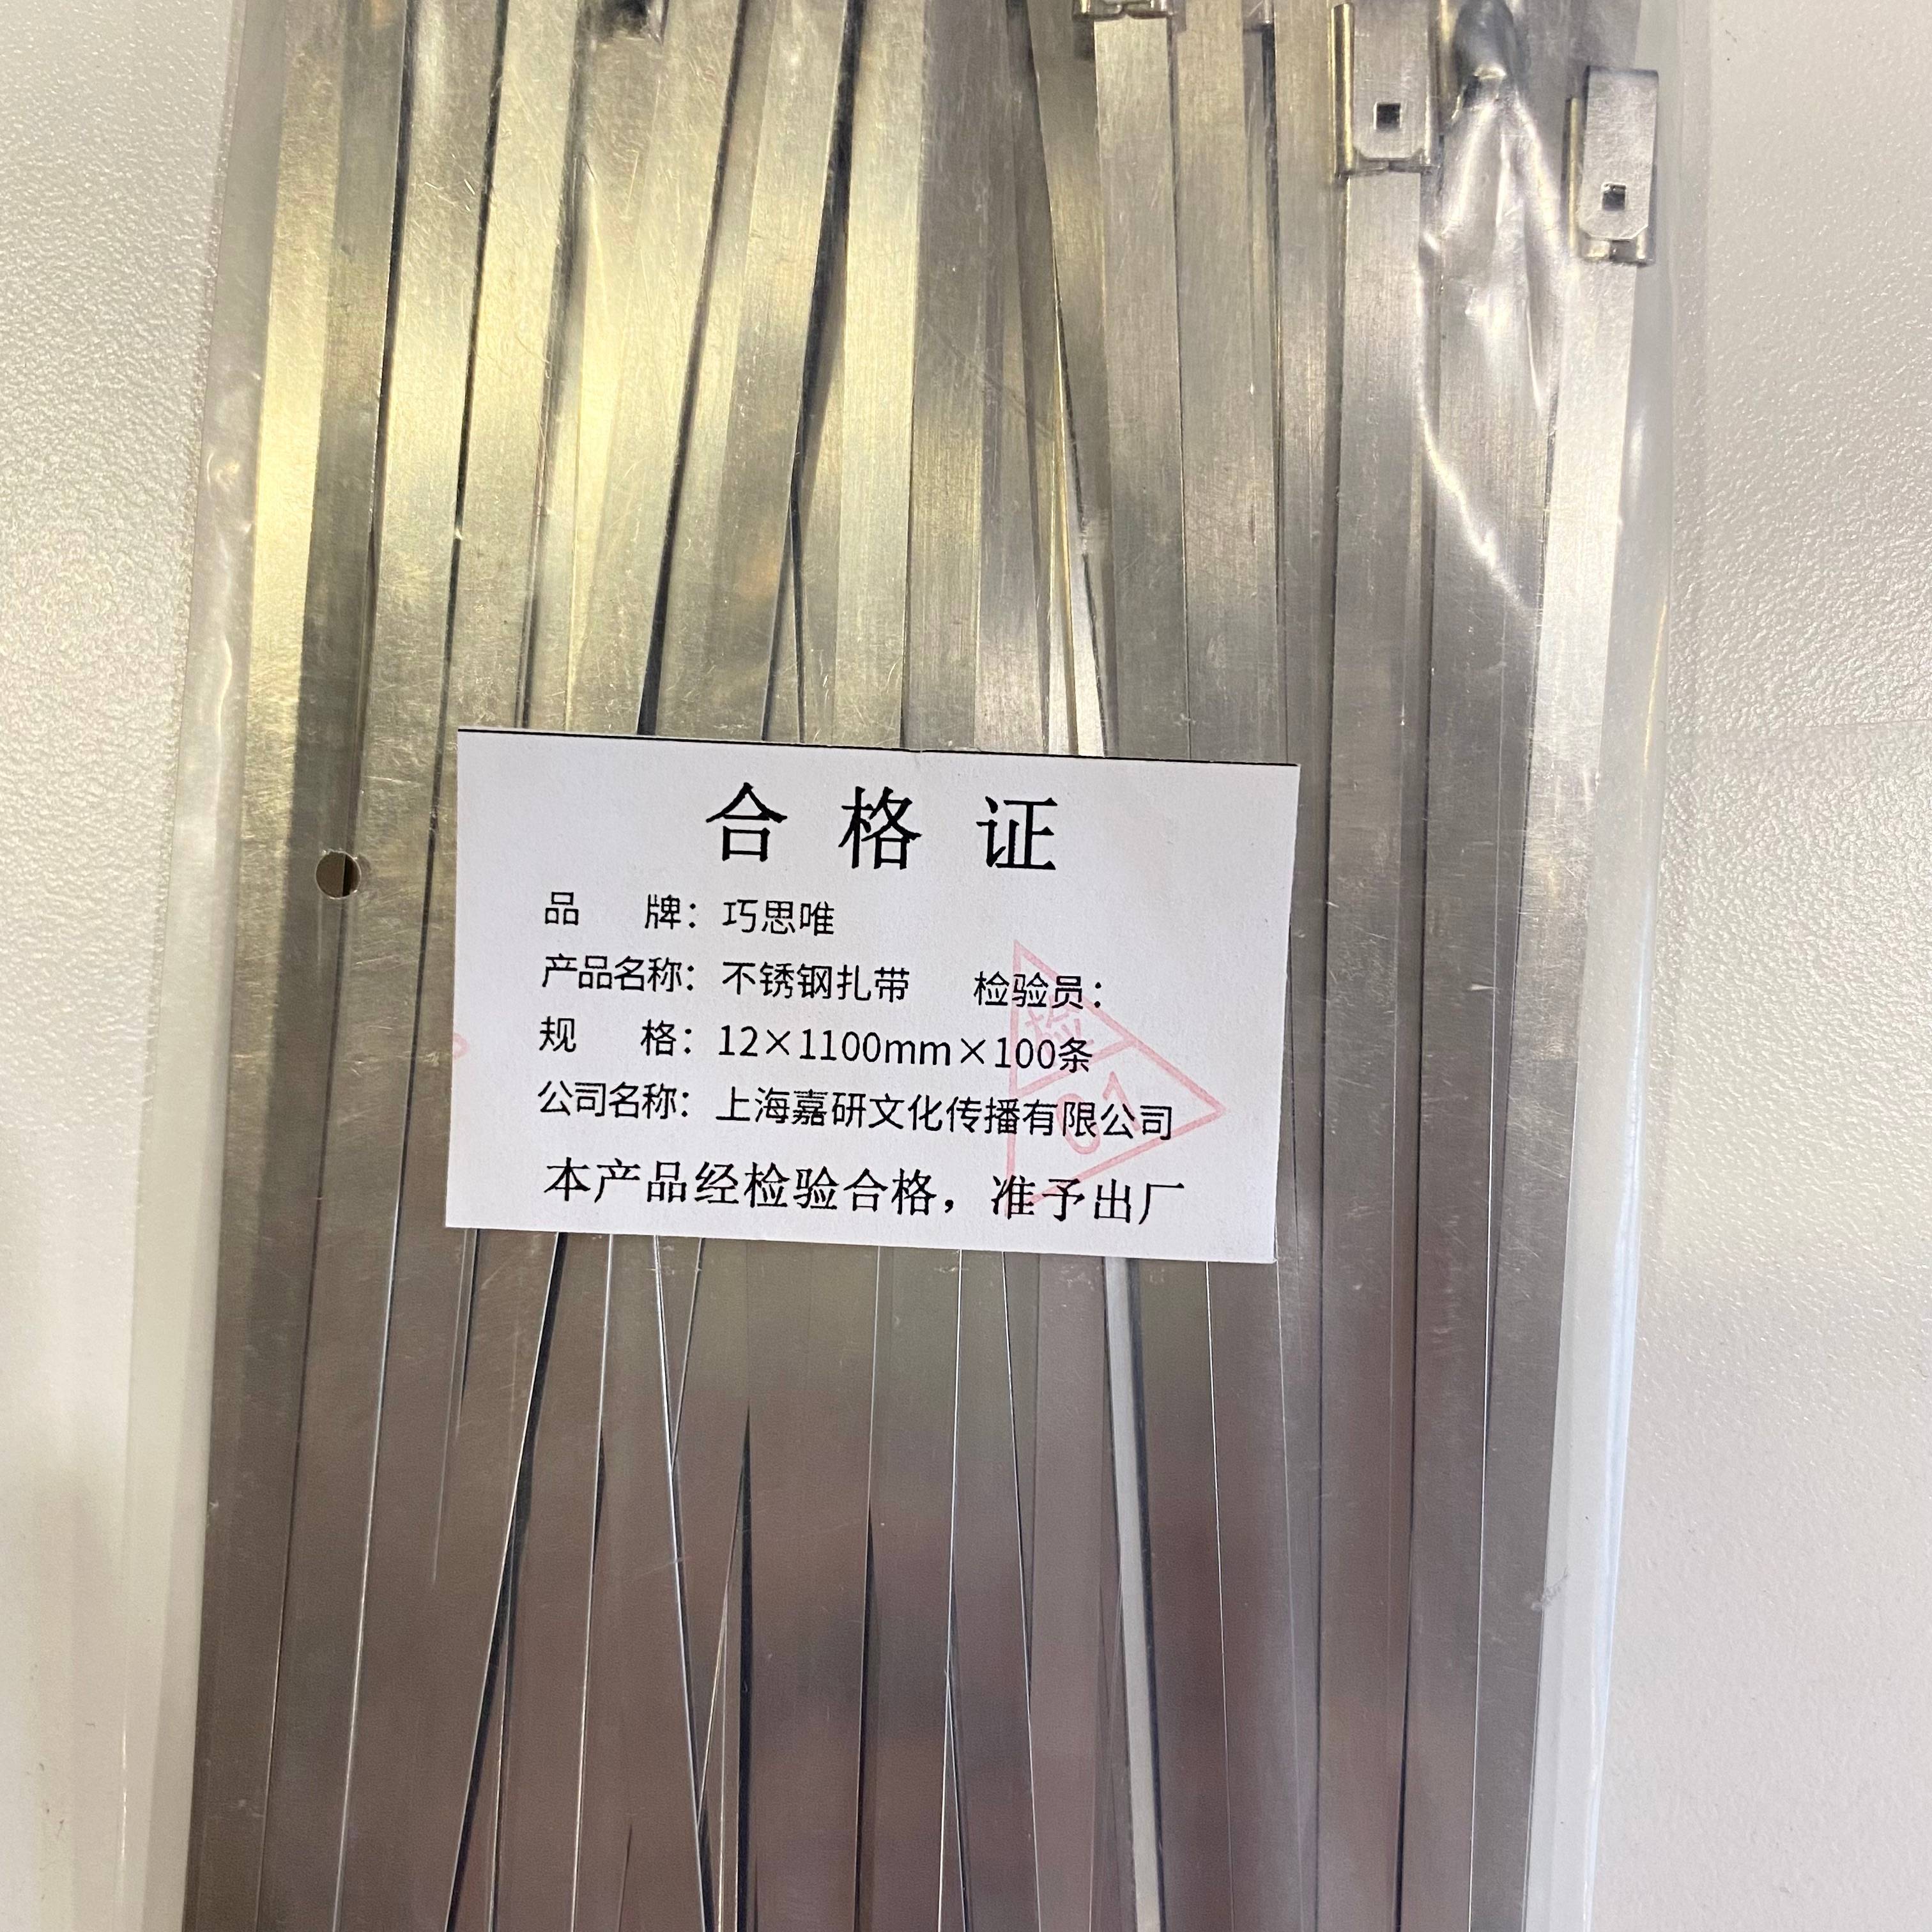 合格证
品 牌：巧思唯
产品名称：不锈钢扎带 检验员：
规 格：12×1100mm×100条
公司名称：上海嘉研文化传播有限公司
本产品经检验合格，准予出厂
检
01